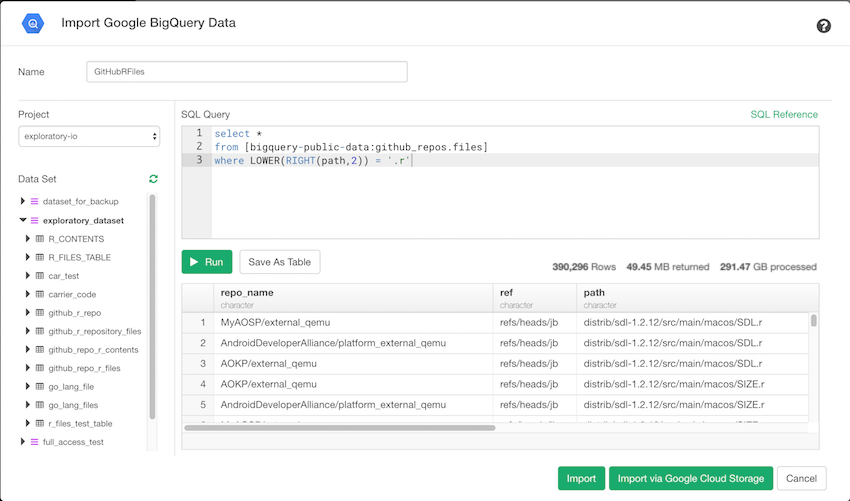 Import Google BigQuery Data
?
Name
GitHubRFiles
Project
exploratory-io
Data Set
dataset_for_backup
exploratory_dataset
R_CONTENTS
R_FILES_TABLE
car_test
carrier_code
github_r_repo
github_r_repository_files
github_repo_r_contents
github_repo_r_files
go_lang_file
go_lang_files
r_files_test_table
full_access_test
SQL Query
SQL Reference
1 select *
2 from [bigquery-public-data:github_repos.files]
3 where LOWER(RIGHT(path,2)) = '.r'
Run
Save As Table
390,296 Rows 49.45 MB returned 291.47 GB processed
repo_name ref path
character character character
1 MyAOSP/external_qemu refs/heads/jb distrib/sdl-1.2.12/src/main/macos/SDL.r
2 AndroidDeveloperAlliance/platform_external_qemu refs/heads/jb distrib/sdl-1.2.12/src/main/macos/SDL.r
3 AOKP/external_qemu refs/heads/jb distrib/sdl-1.2.12/src/main/macos/SDL.r
4 AOKP/external_qemu refs/heads/jb distrib/sdl-1.2.12/src/main/macos/SIZE.r
5 AndroidDeveloperAlliance/platform_external_qemu refs/heads/jb distrib/sdl-1.2.12/src/main/macos/SIZE.r
Import
Import via Google Cloud Storage
Cancel